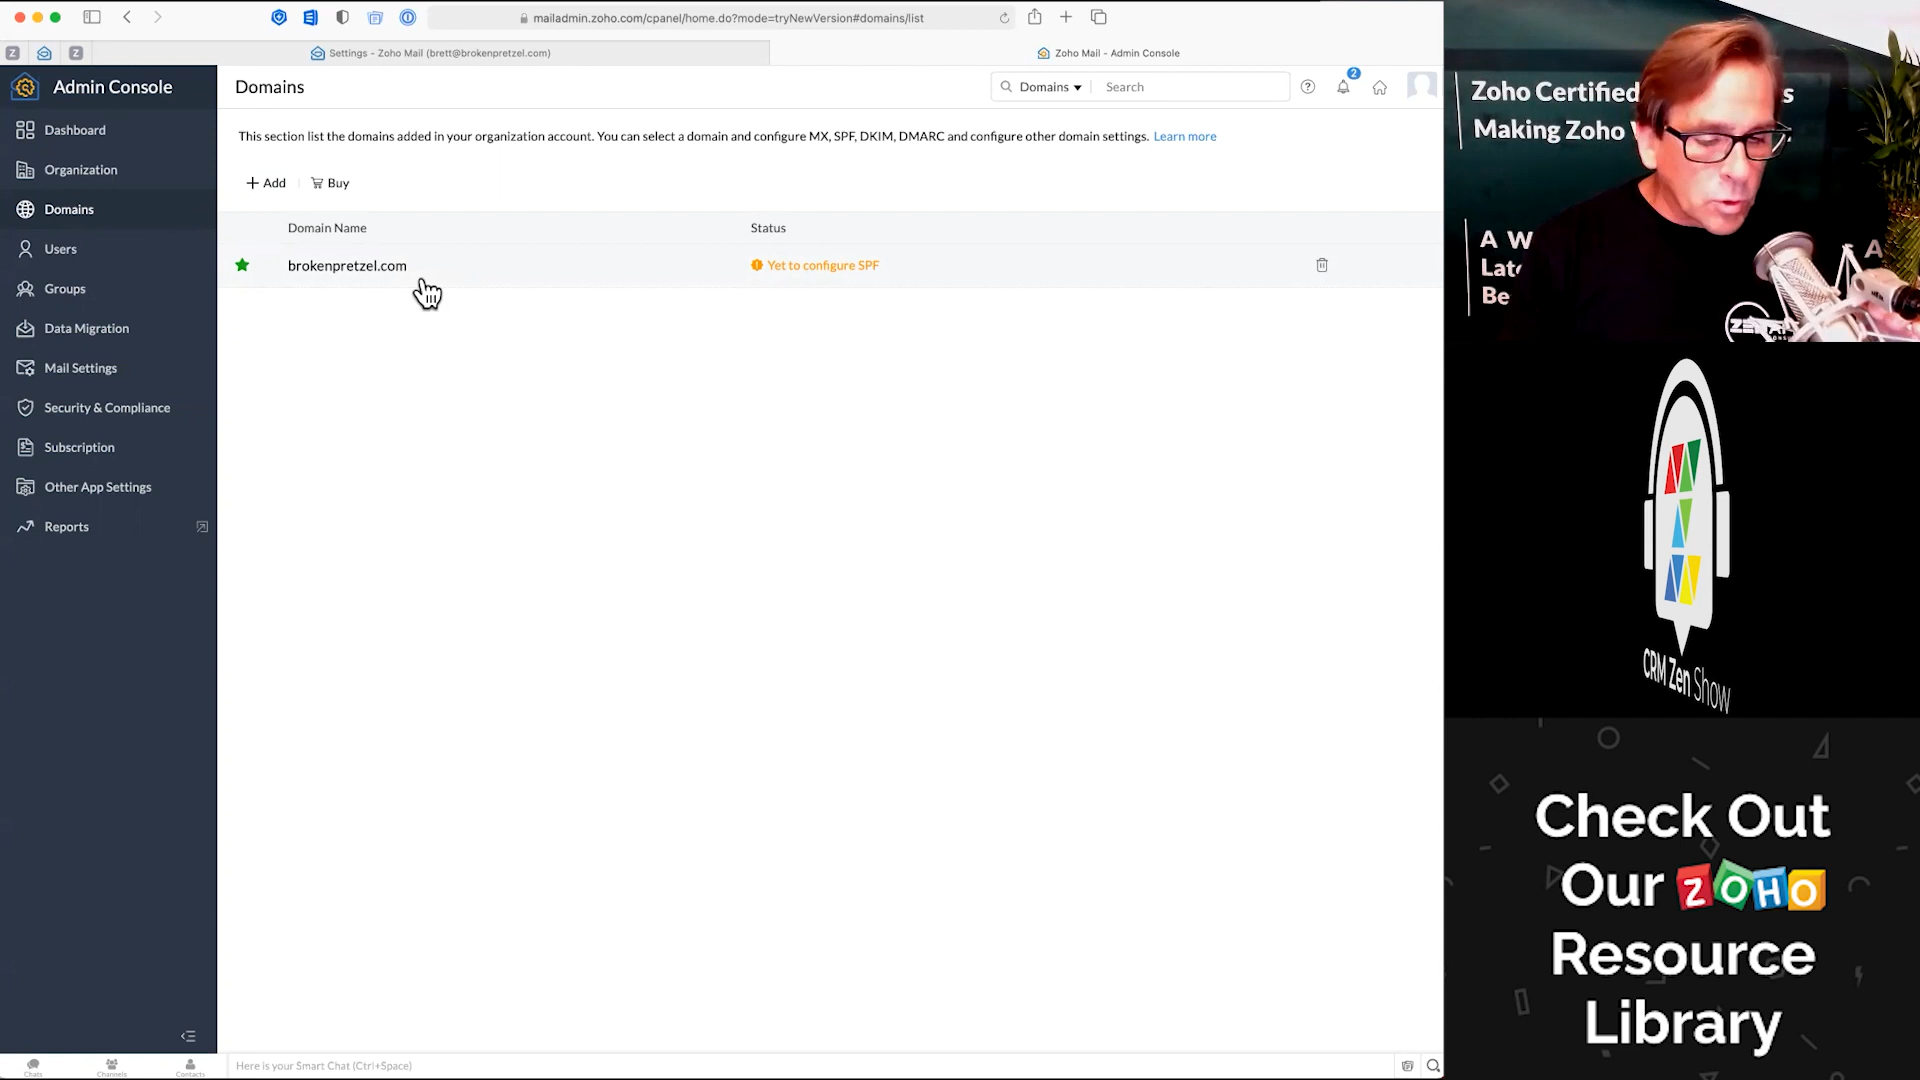 mailadmin.zoho.com/cpanel/home.do?mode=tryNewVersion#domains/list
Settings - Zoho Mail (brett@brokenpretzel.com)
Zoho Mail - Admin Console
Admin Console
Dashboard
Organization
Domains
Users
Groups
Data Migration
Mail Settings
Security & Compliance
Subscription
Other App Settings
Reports
Chats
Channels
Contacts
Domains
Domains
Search
2
This section list the domains added in your organization account. You can select a domain and configure MX, SPF, DKIM, DMARC and configure other domain settings. Learn more
+ Add
Buy
Domain Name
Status
brokenpretzel.com
Yet to configure SPF
Here is your Smart Chat (Ctrl+Space)
Zoho Certified
Making Zoho
A
Be
A
CRM Zen Show
Check Out
Our ZOHO
Resource
Library